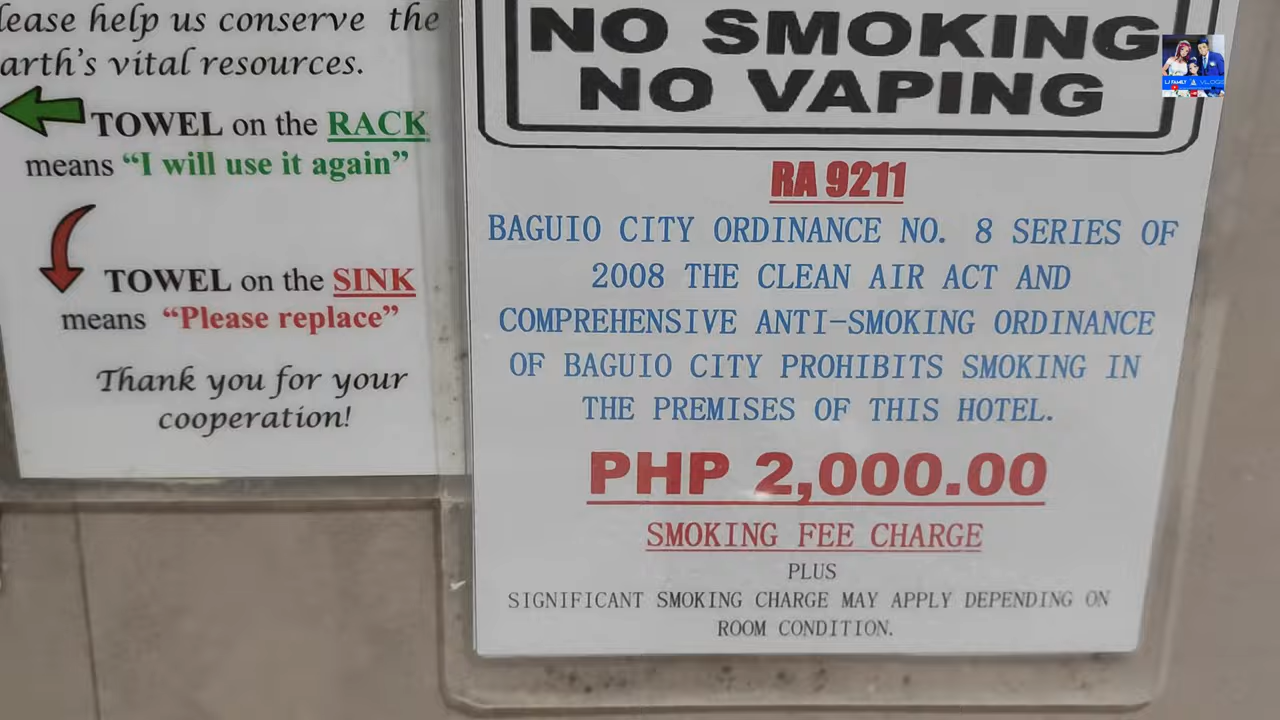 lease help us conserve the
arth's vital resources.
TOWEL on the RACK
means "I will use it again"
TOWEL on the SINK
means "Please replace"
Thank you for your
cooperation!
NO SMOKING
NO VAPING
RA 9211
BAGUIO CITY ORDINANCE NO. 8 SERIES OF
2008 THE CLEAN AIR ACT AND
COMPREHENSIVE ANTI-SMOKING ORDINANCE
OF BAGUIO CITY PROHIBITS SMOKING IN
THE PREMISES OF THIS HOTEL.
PHP 2,000.00
SMOKING FEE CHARGE
PLUS
SIGNIFICANT SMOKING CHARGE MAY APPLY DEPENDING ON
ROOM CONDITION.
LJ FAMILY VLOGS